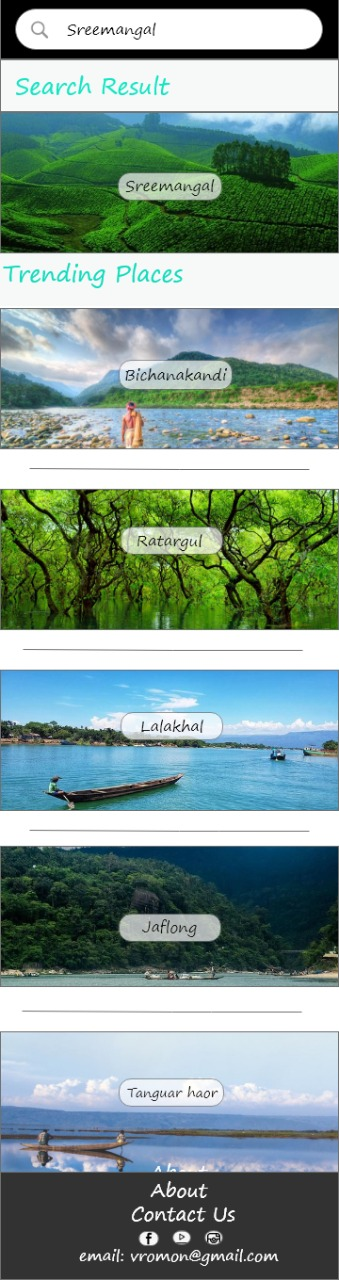 Sreemangal
Search Result
Sreemangal
Trending Places
Bichanakandi
Ratargul
Lalakhal
Jaflong
Tanguar haor
About
About
Contact Us
email: vromon@gmail.com